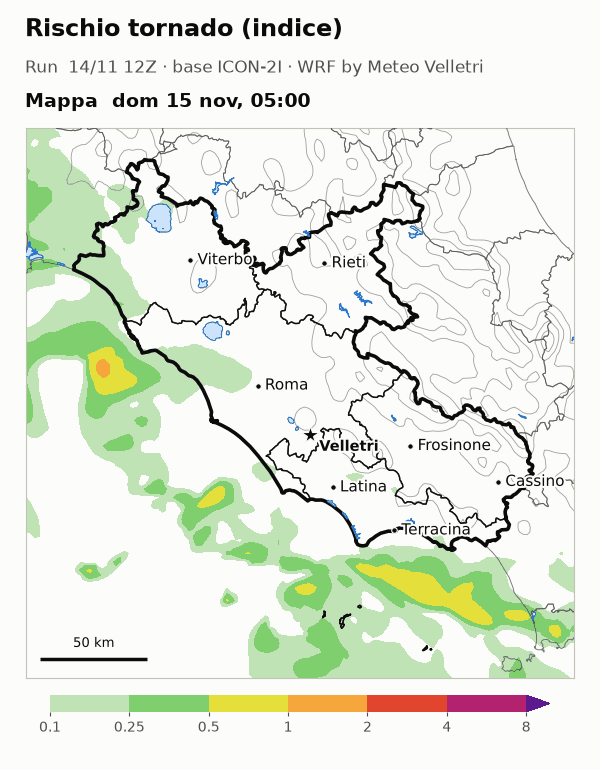 Rischio tornado (indice)
Run  14/11 12Z · base ICON-2I · WRF by Meteo Velletri
Mappa  dom 15 nov, 05:00
Viterbo
Rieti
Roma
Velletri
Frosinone
Cassino
Latina
Terracina
50 km
0.1 0.25 0.5 1 2 4 8